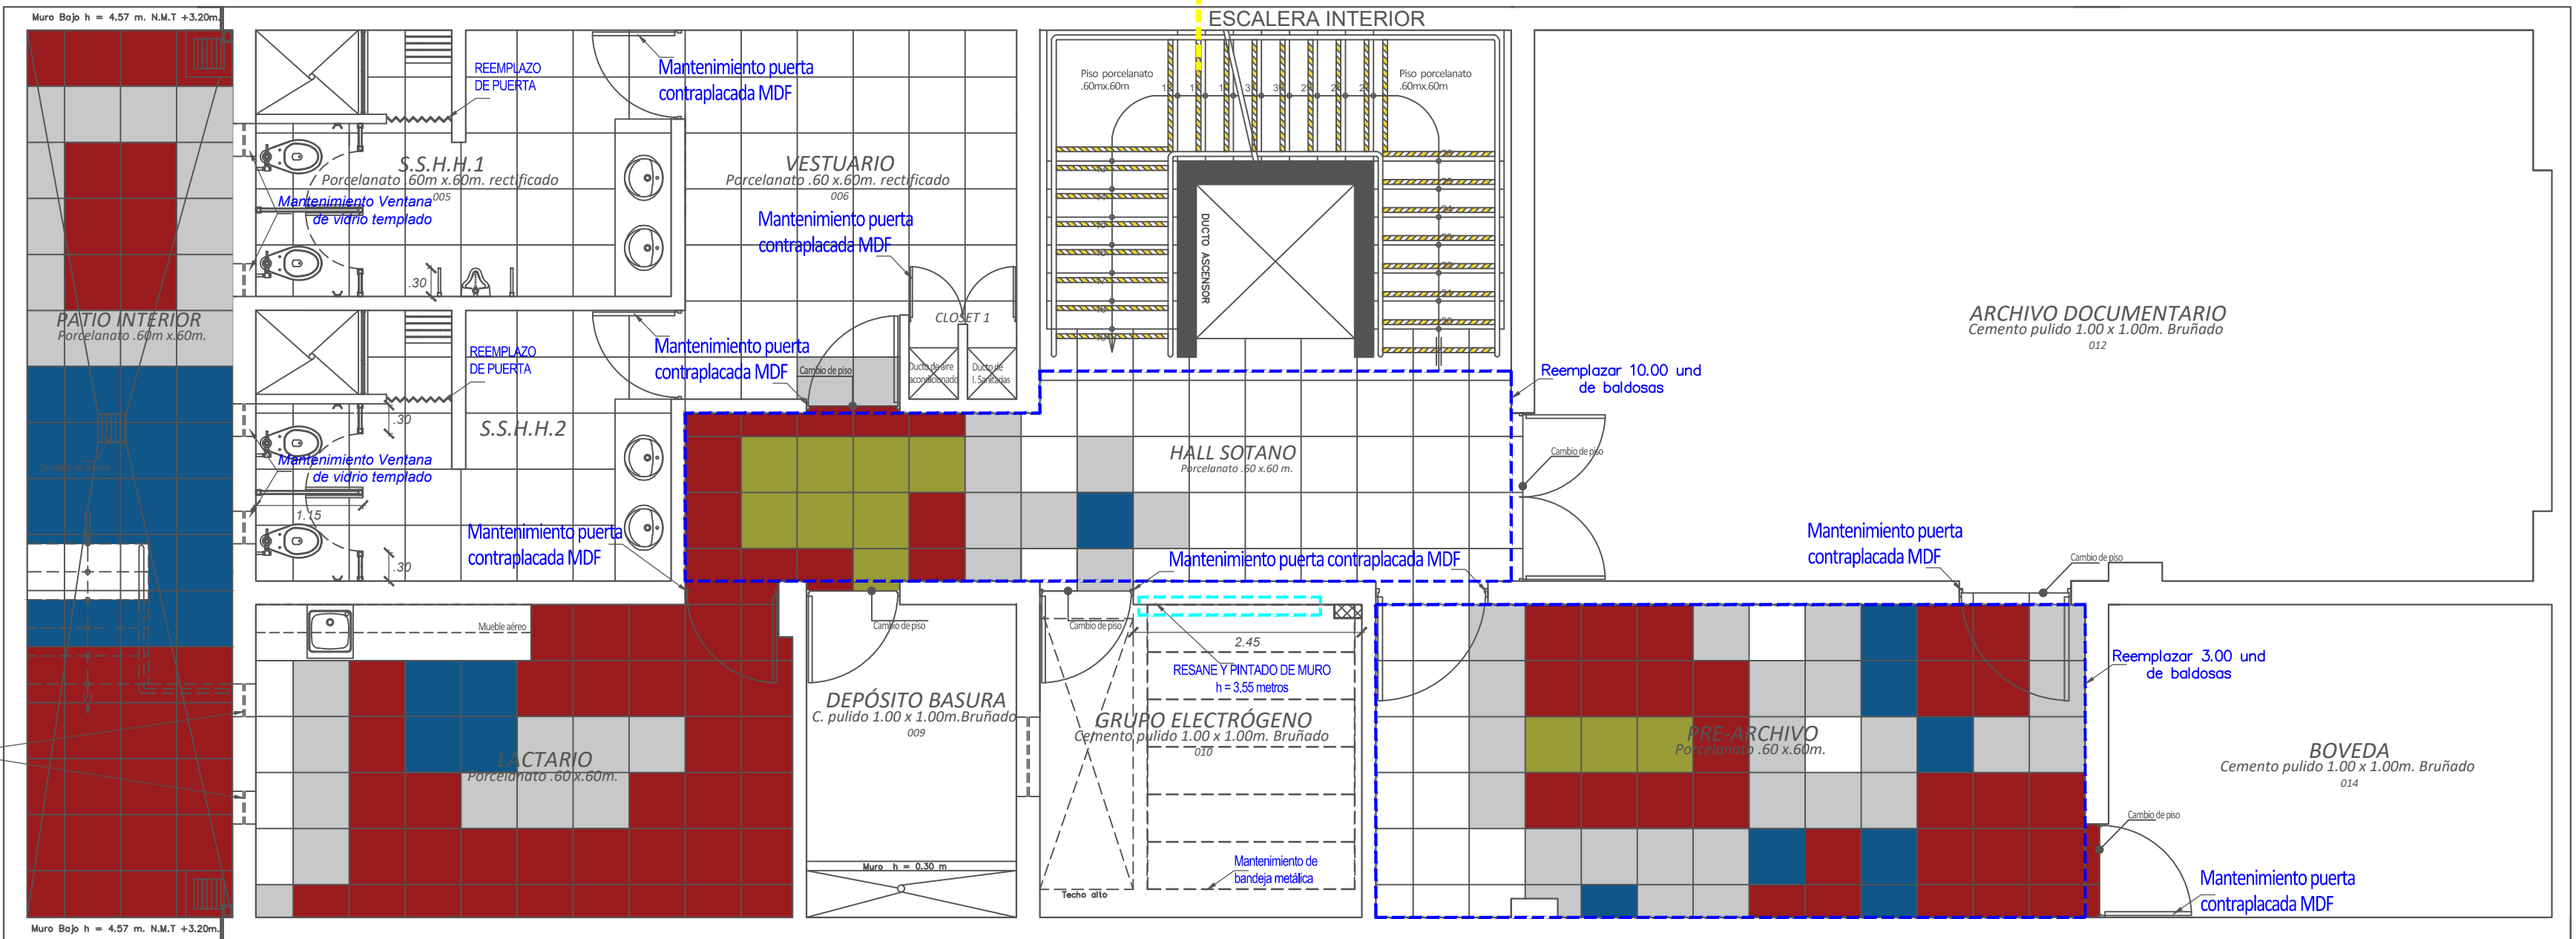 Muro Bajo h = 4.57 m. N.M.T +3.20m.
ESCALERA INTERIOR
REEMPLAZO
DE PUERTA
Mantenimiento puerta
contraplacada MDF
Piso porcelanato
.60mx.60m
Piso porcelanato
.60mx.60m
S.S.H.H.1
Porcelanato .60m x.60m. rectificado
005
VESTUARIO
Porcelanato .60 x.60m. rectificado
006
Mantenimiento Ventana
de vidrio templado
Mantenimiento puerta
contraplacada MDF
DUCTO ASCENSOR
.30
PATIO INTERIOR
Porcelanato .60m x.60m.
CLOSET 1
ARCHIVO DOCUMENTARIO
Cemento pulido 1.00 x 1.00m. Bruñado
012
REEMPLAZO
DE PUERTA
Mantenimiento puerta
contraplacada MDF
Cambio de piso
Ducto de aire
acondicionado
Ducto de
I. Sanitarias
Reemplazar 10.00 und
de baldosas
.30
S.S.H.H.2
HALL SOTANO
Porcelanato .60 x.60 m.
Cambio de piso
Mantenimiento Ventana
de vidrio templado
1.15
Mantenimiento puerta
contraplacada MDF
.30
Mantenimiento puerta contraplacada MDF
Mantenimiento puerta
contraplacada MDF
Cambio de piso
Mueble aéreo
Cambio de piso
Cambio de piso
2.45
RESANE Y PINTADO DE MURO
h = 3.55 metros
Reemplazar 3.00 und
de baldosas
DEPÓSITO BASURA
C. pulido 1.00 x 1.00m.Bruñado
009
GRUPO ELECTRÓGENO
Cemento pulido 1.00 x 1.00m. Bruñado
010
PRE-ARCHIVO
Porcelanato .60 x.60m.
LACTARIO
Porcelanato .60 x.60m.
BOVEDA
Cemento pulido 1.00 x 1.00m. Bruñado
014
Cambio de piso
Muro h = 0.30 m
Mantenimiento de
bandeja metálica
Techo alto
Mantenimiento puerta
contraplacada MDF
Muro Bajo h = 4.57 m. N.M.T +3.20m.